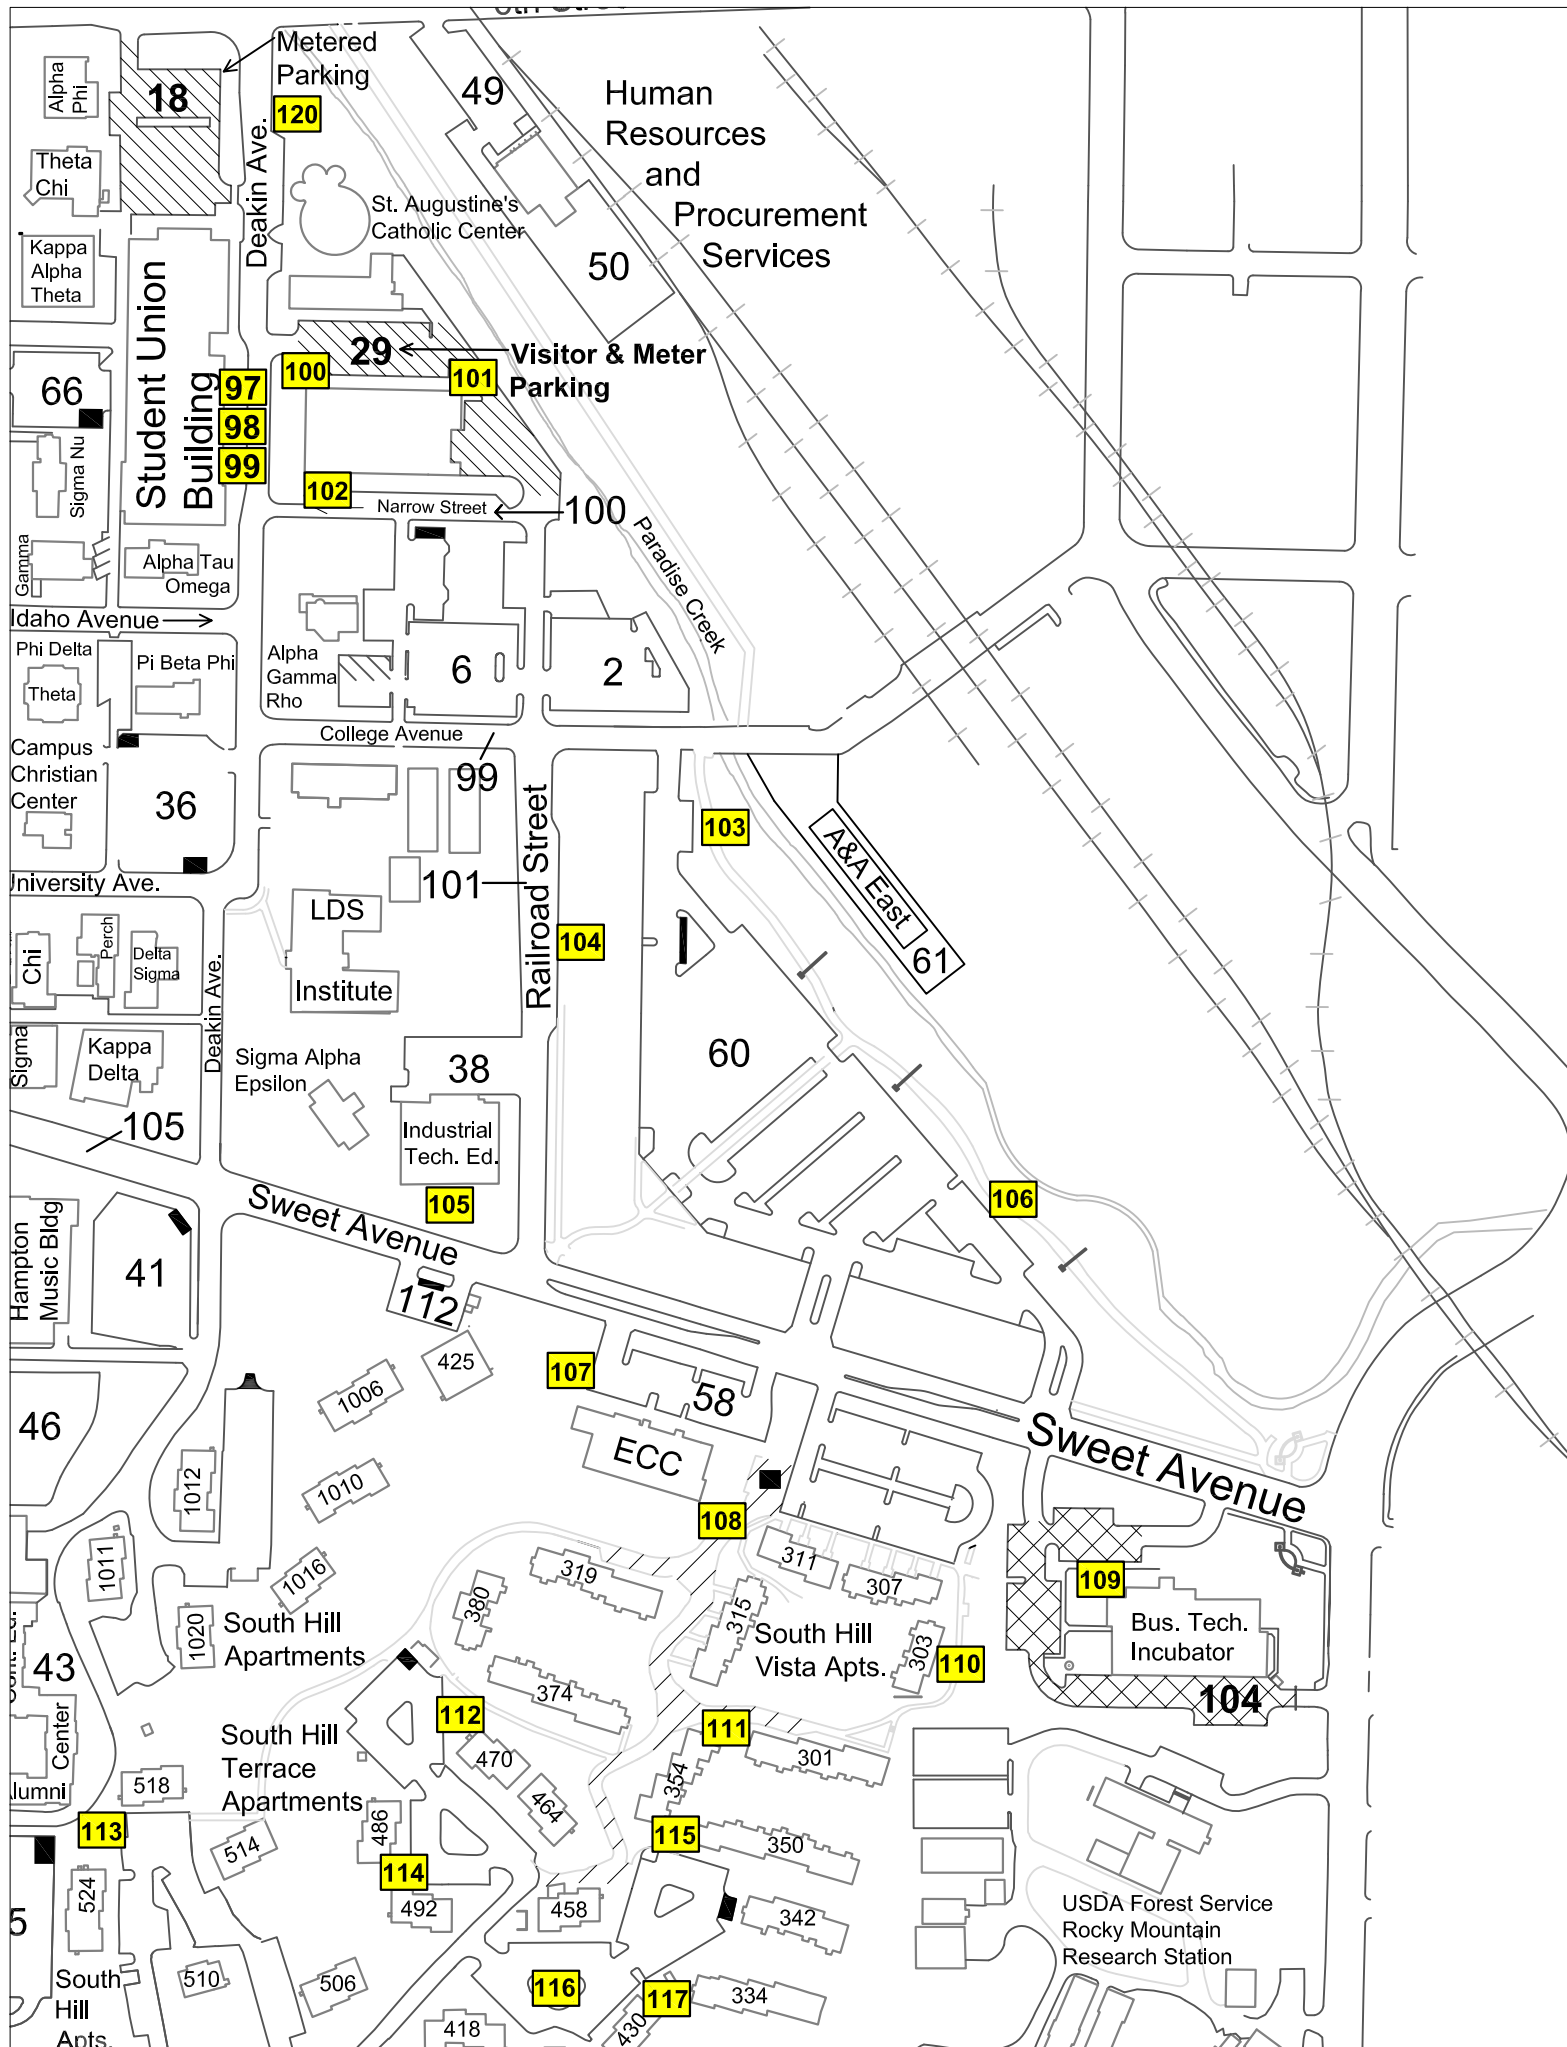 Metered
Parking
Alpha
Phi
18
120
49
Human
Resources
and
Procurement
Services
Theta
Chi
Deakin Ave.
St. Augustine's
Catholic Center
Kappa
Alpha
Theta
50
Student Union
Building
29
Visitor & Meter
Parking
66
97
98
99
100
101
102
Sigma Nu
Narrow Street
100
Paradise Creek
Gamma
Alpha Tau
Omega
Idaho Avenue
Phi Delta
Theta
Pi Beta Phi
Alpha
Gamma
Rho
6
2
College Avenue
99
Campus
Christian
Center
36
103
A&A East
61
Railroad Street
University Ave.
101
LDS
Institute
104
Chi
Perch
Delta
Sigma
Deakin Ave.
Sigma
Kappa
Delta
Sigma Alpha
Epsilon
38
60
105
Industrial
Tech. Ed.
105
106
Sweet Avenue
Hampton
Music Bldg
41
112
425
1006
107
58
ECC
46
Sweet Avenue
1012
1010
108
311
307
1011
1016
319
380
315
109
Bus. Tech.
Incubator
1020
South Hill
Apartments
South Hill
Vista Apts.
303
110
43
374
104
112
111
Center
Alumni
South Hill
Terrace
Apartments
470
301
354
518
464
486
113
514
115
350
114
524
492
458
342
USDA Forest Service
Rocky Mountain
Research Station
5
South
Hill
Apts.
510
506
116
117
334
418
430